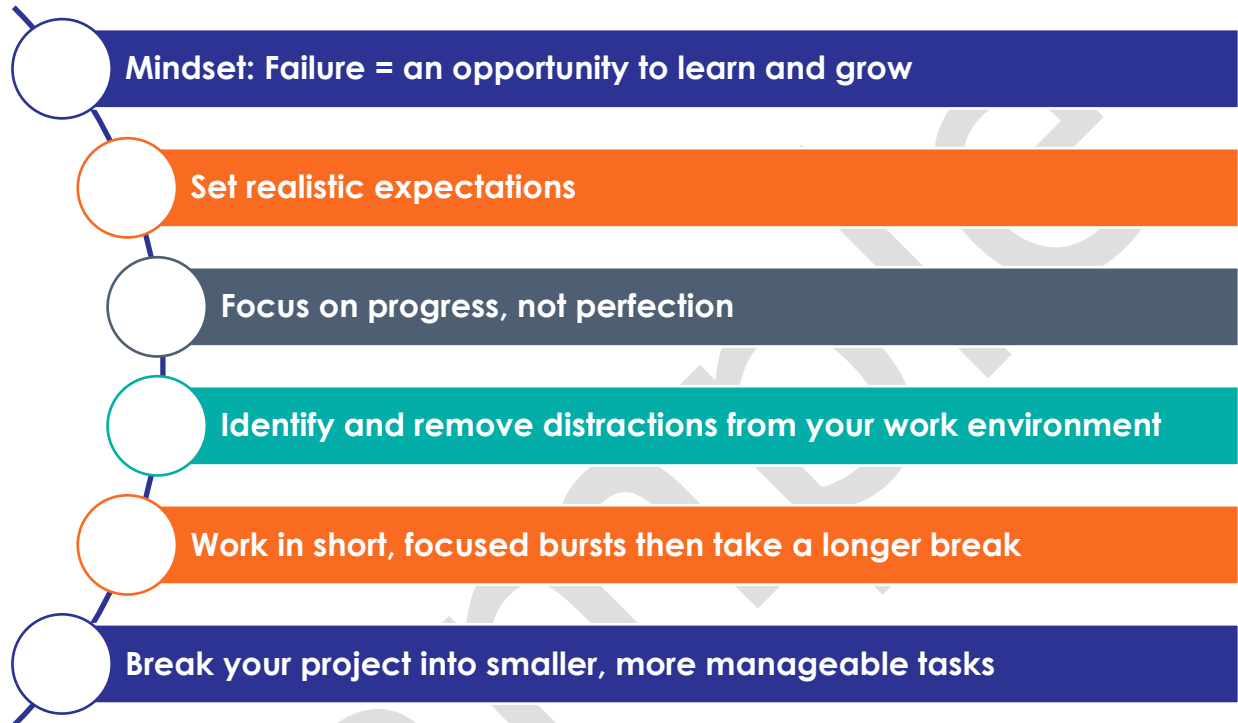 Mindset: Failure = an opportunity to learn and grow
Set realistic expectations
Focus on progress, not perfection
Identify and remove distractions from your work environment
Work in short, focused bursts then take a longer break
Break your project into smaller, more manageable tasks